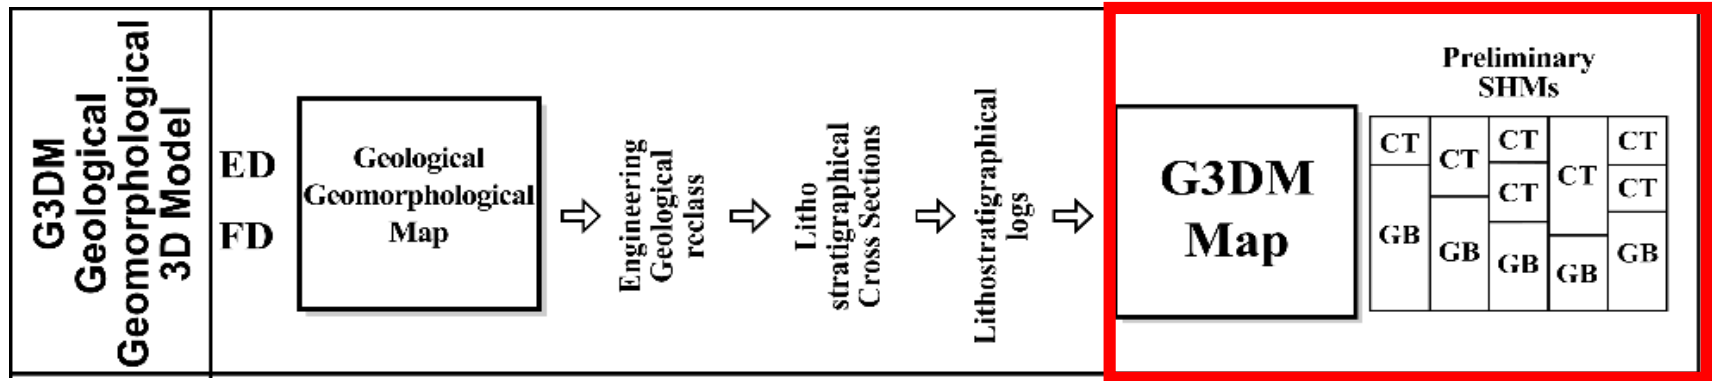 G3DM
Geological
Geomorphological
3D Model
ED
FD
Geological
Geomorphological
Map
Engineering
Geological
reclass
Litho
stratigraphical
Cross Sections
Lithostratigraphical
logs
G3DM
Map
Preliminary
SHMs
CT
GB
CT
GB
CT
CT
GB
CT
GB
CT
CT
GB